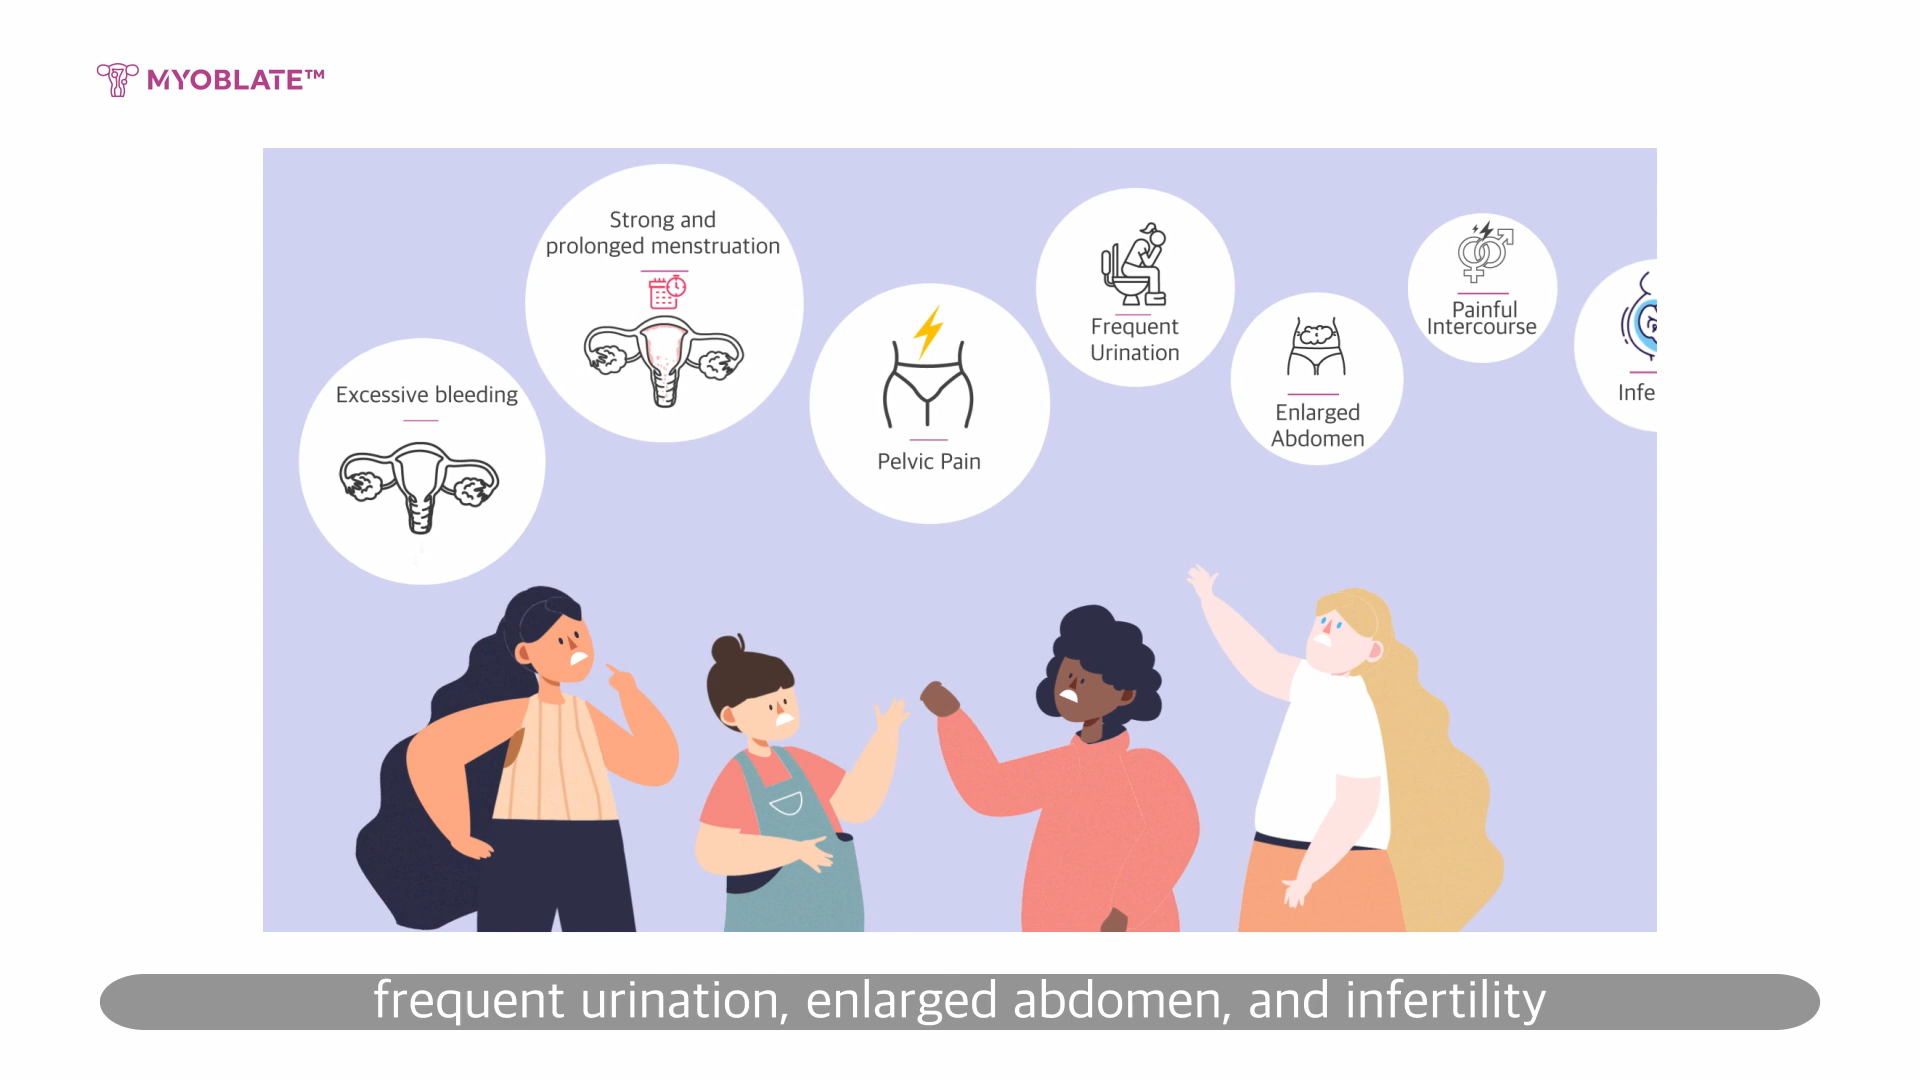 MYOBLATE™
Strong and
prolonged menstruation
Excessive bleeding
Pelvic Pain
Frequent
Urination
Enlarged
Abdomen
Painful
Intercourse
Infe
frequent urination, enlarged abdomen, and infertility